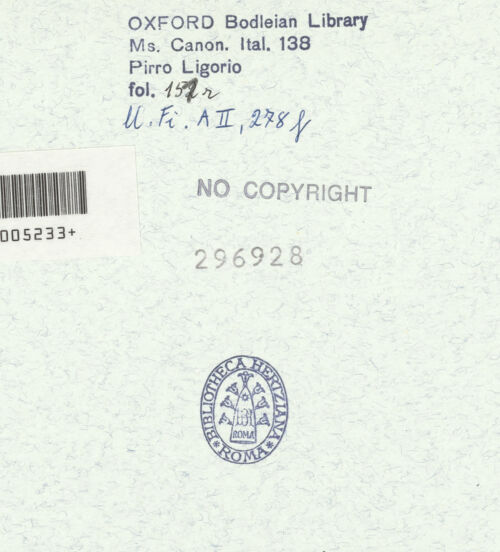 OXFORD Bodleian Library
Ms. Canon. Ital. 138
Pirro Ligorio
fol. 152 r
U. Fi. A II, 278 f
005233+
NO COPYRIGHT
296928
BIBLIOTHECA HERTZIANA
ROMA
ROMA